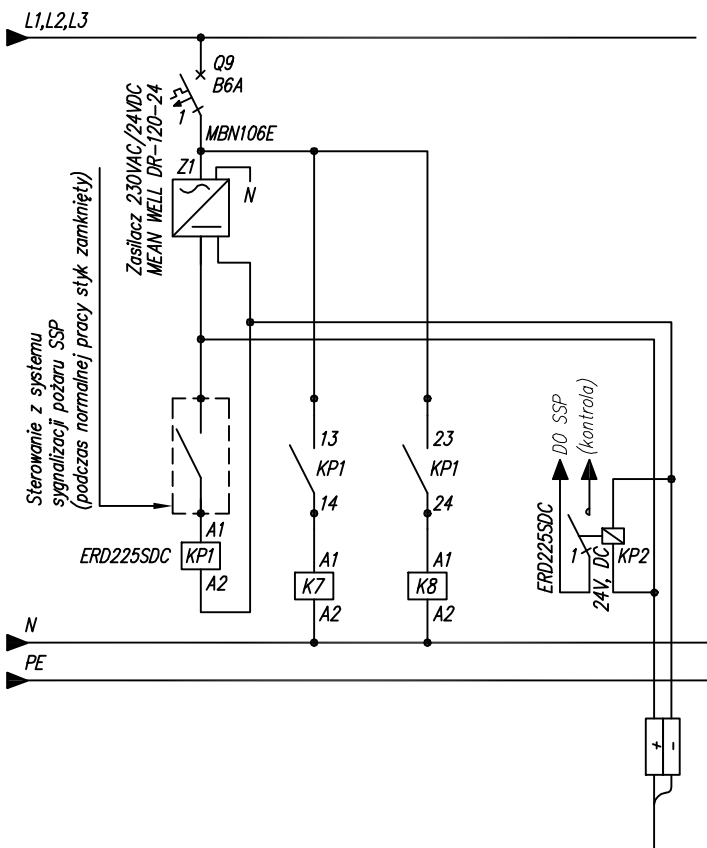 L1,L2,L3
Q9
B6A
1
MBN106E
Zasilacz 230VAC/24VDC
MEAN WELL DR-120-24
Z1
N
Sterowanie z systemu
sygnalizacji pożaru SSP
(podczas normalnej pracy styk zamknięty)
13
KP1
14
23
KP1
24
DO SSP
(kontrola)
ERD225SDC
1
24V, DC
KP2
A1
ERD225SDC
KP1
A2
A1
K7
A2
A1
K8
A2
N
PE
+
-